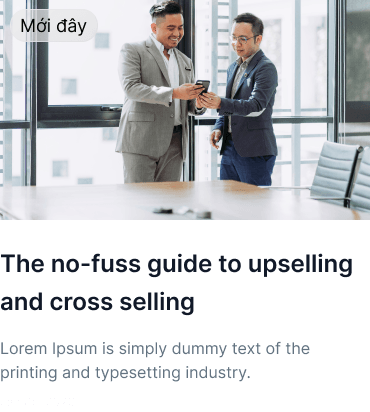 Mới đây
The no-fuss guide to upselling
and cross selling
Lorem Ipsum is simply dummy text of the
printing and typesetting industry.